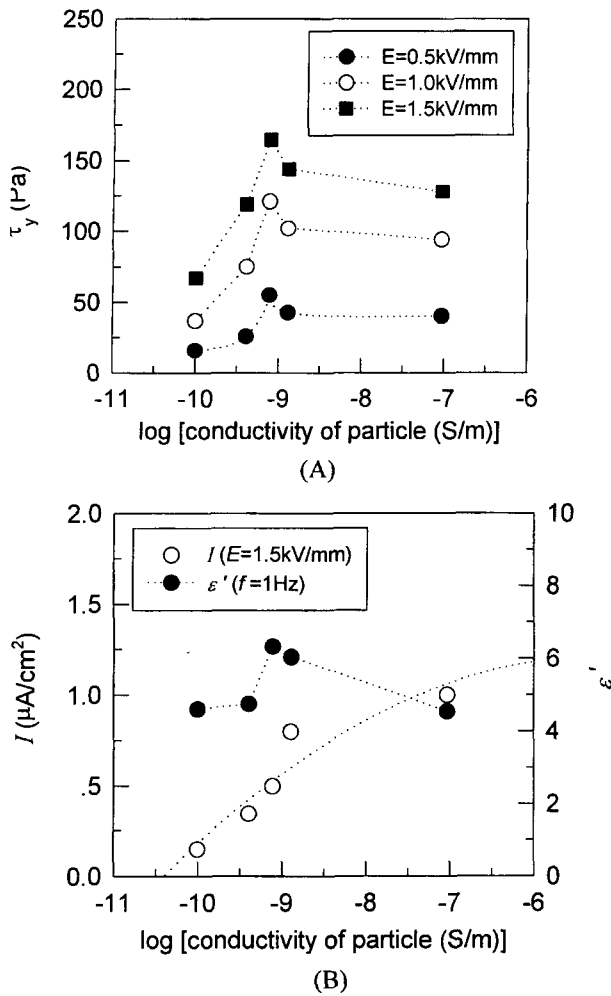 250
200
150
100
50
0
τy (Pa)
E=0.5kV/mm
E=1.0kV/mm
E=1.5kV/mm
-11 -10 -9 -8 -7 -6
log [conductivity of particle (S/m)]
(A)
2.0
1.5
1.0
.5
0.0
I (μA/cm²)
I (E=1.5kV/mm)
ε' (f=1Hz)
10
8
6
4
2
0
ε'
-11 -10 -9 -8 -7 -6
log [conductivity of particle (S/m)]
(B)